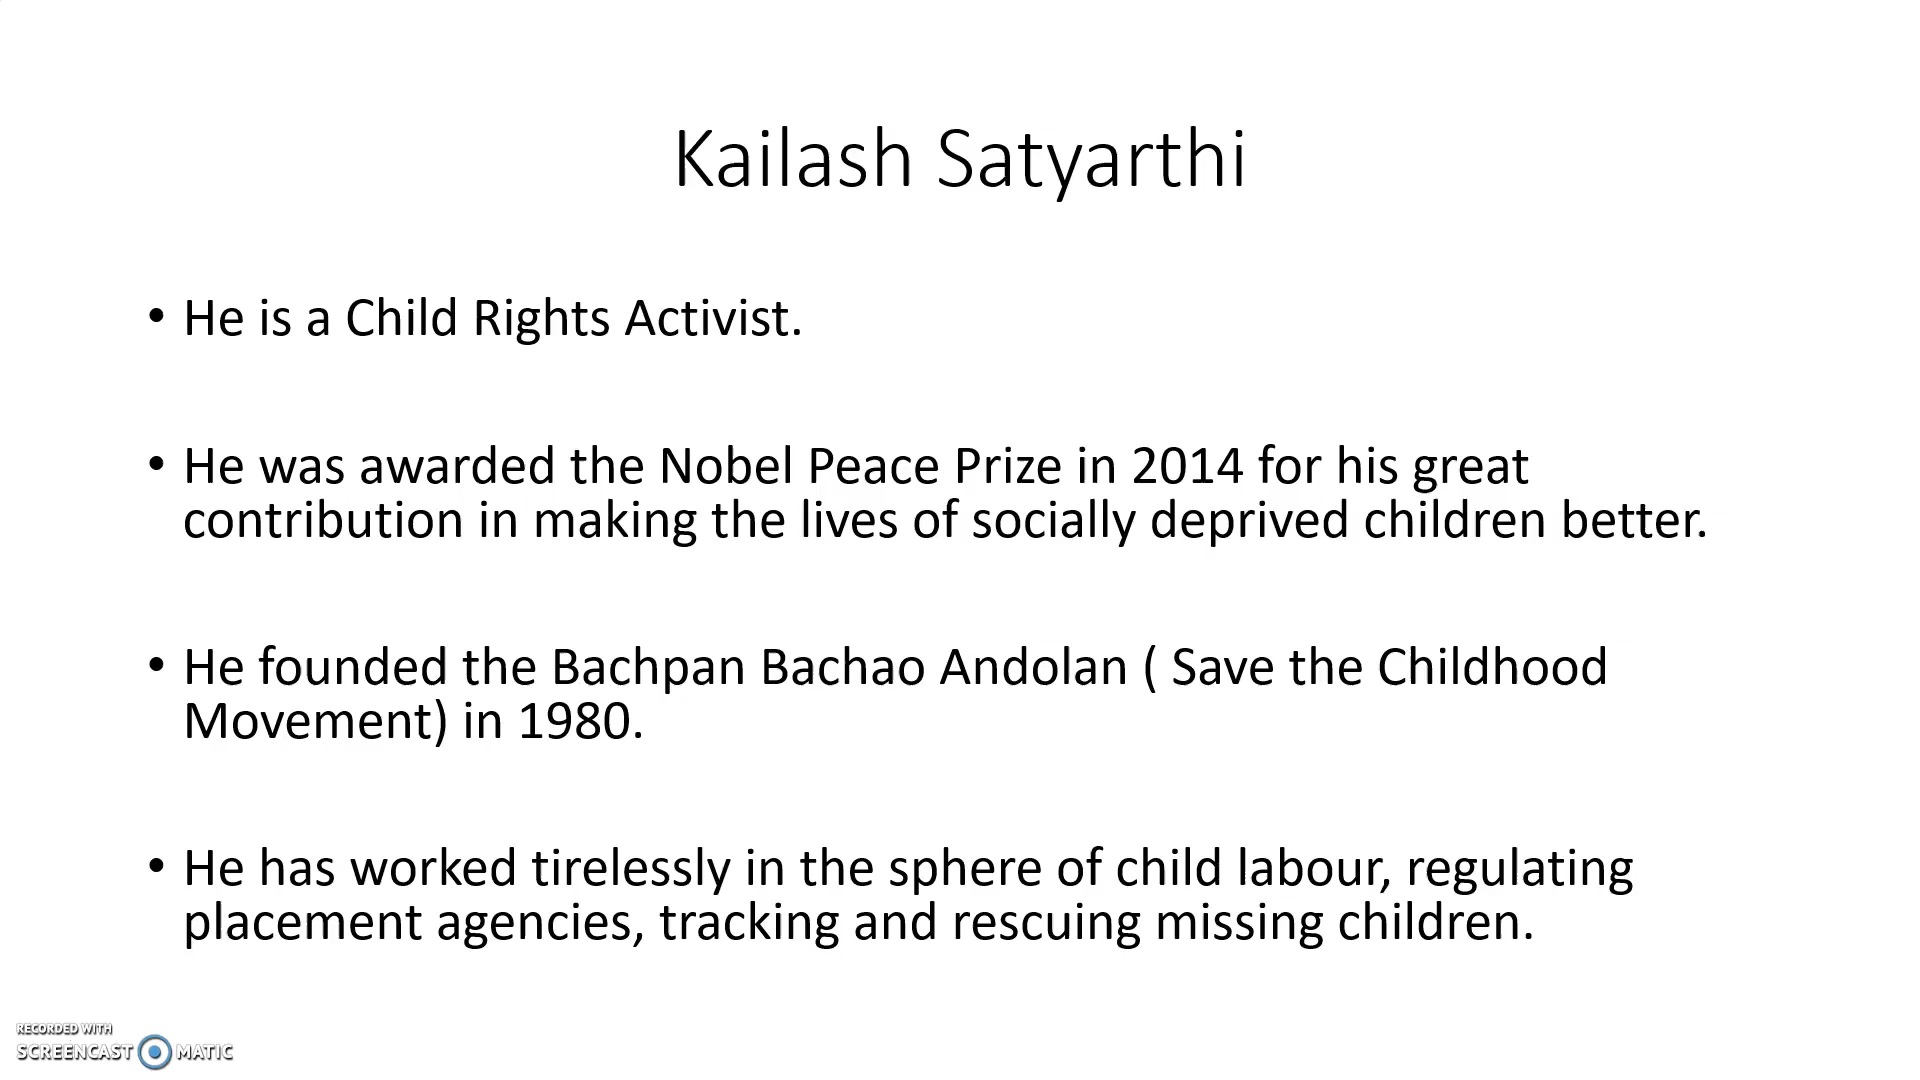 Kailash Satyarthi
• He is a Child Rights Activist.
• He was awarded the Nobel Peace Prize in 2014 for his great
contribution in making the lives of socially deprived children better.
• He founded the Bachpan Bachao Andolan ( Save the Childhood
Movement) in 1980.
• He has worked tirelessly in the sphere of child labour, regulating
placement agencies, tracking and rescuing missing children.
RECORDED WITH
SCREENCAST MATIC